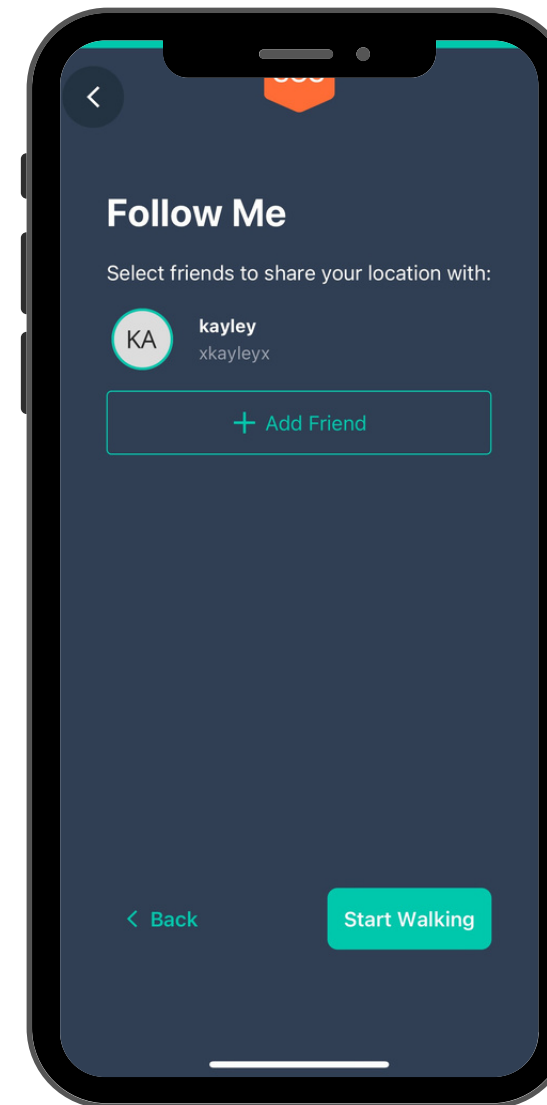 Follow Me
Select friends to share your location with:
KA
kayley
xkayleyx
+ Add Friend
< Back
Start Walking